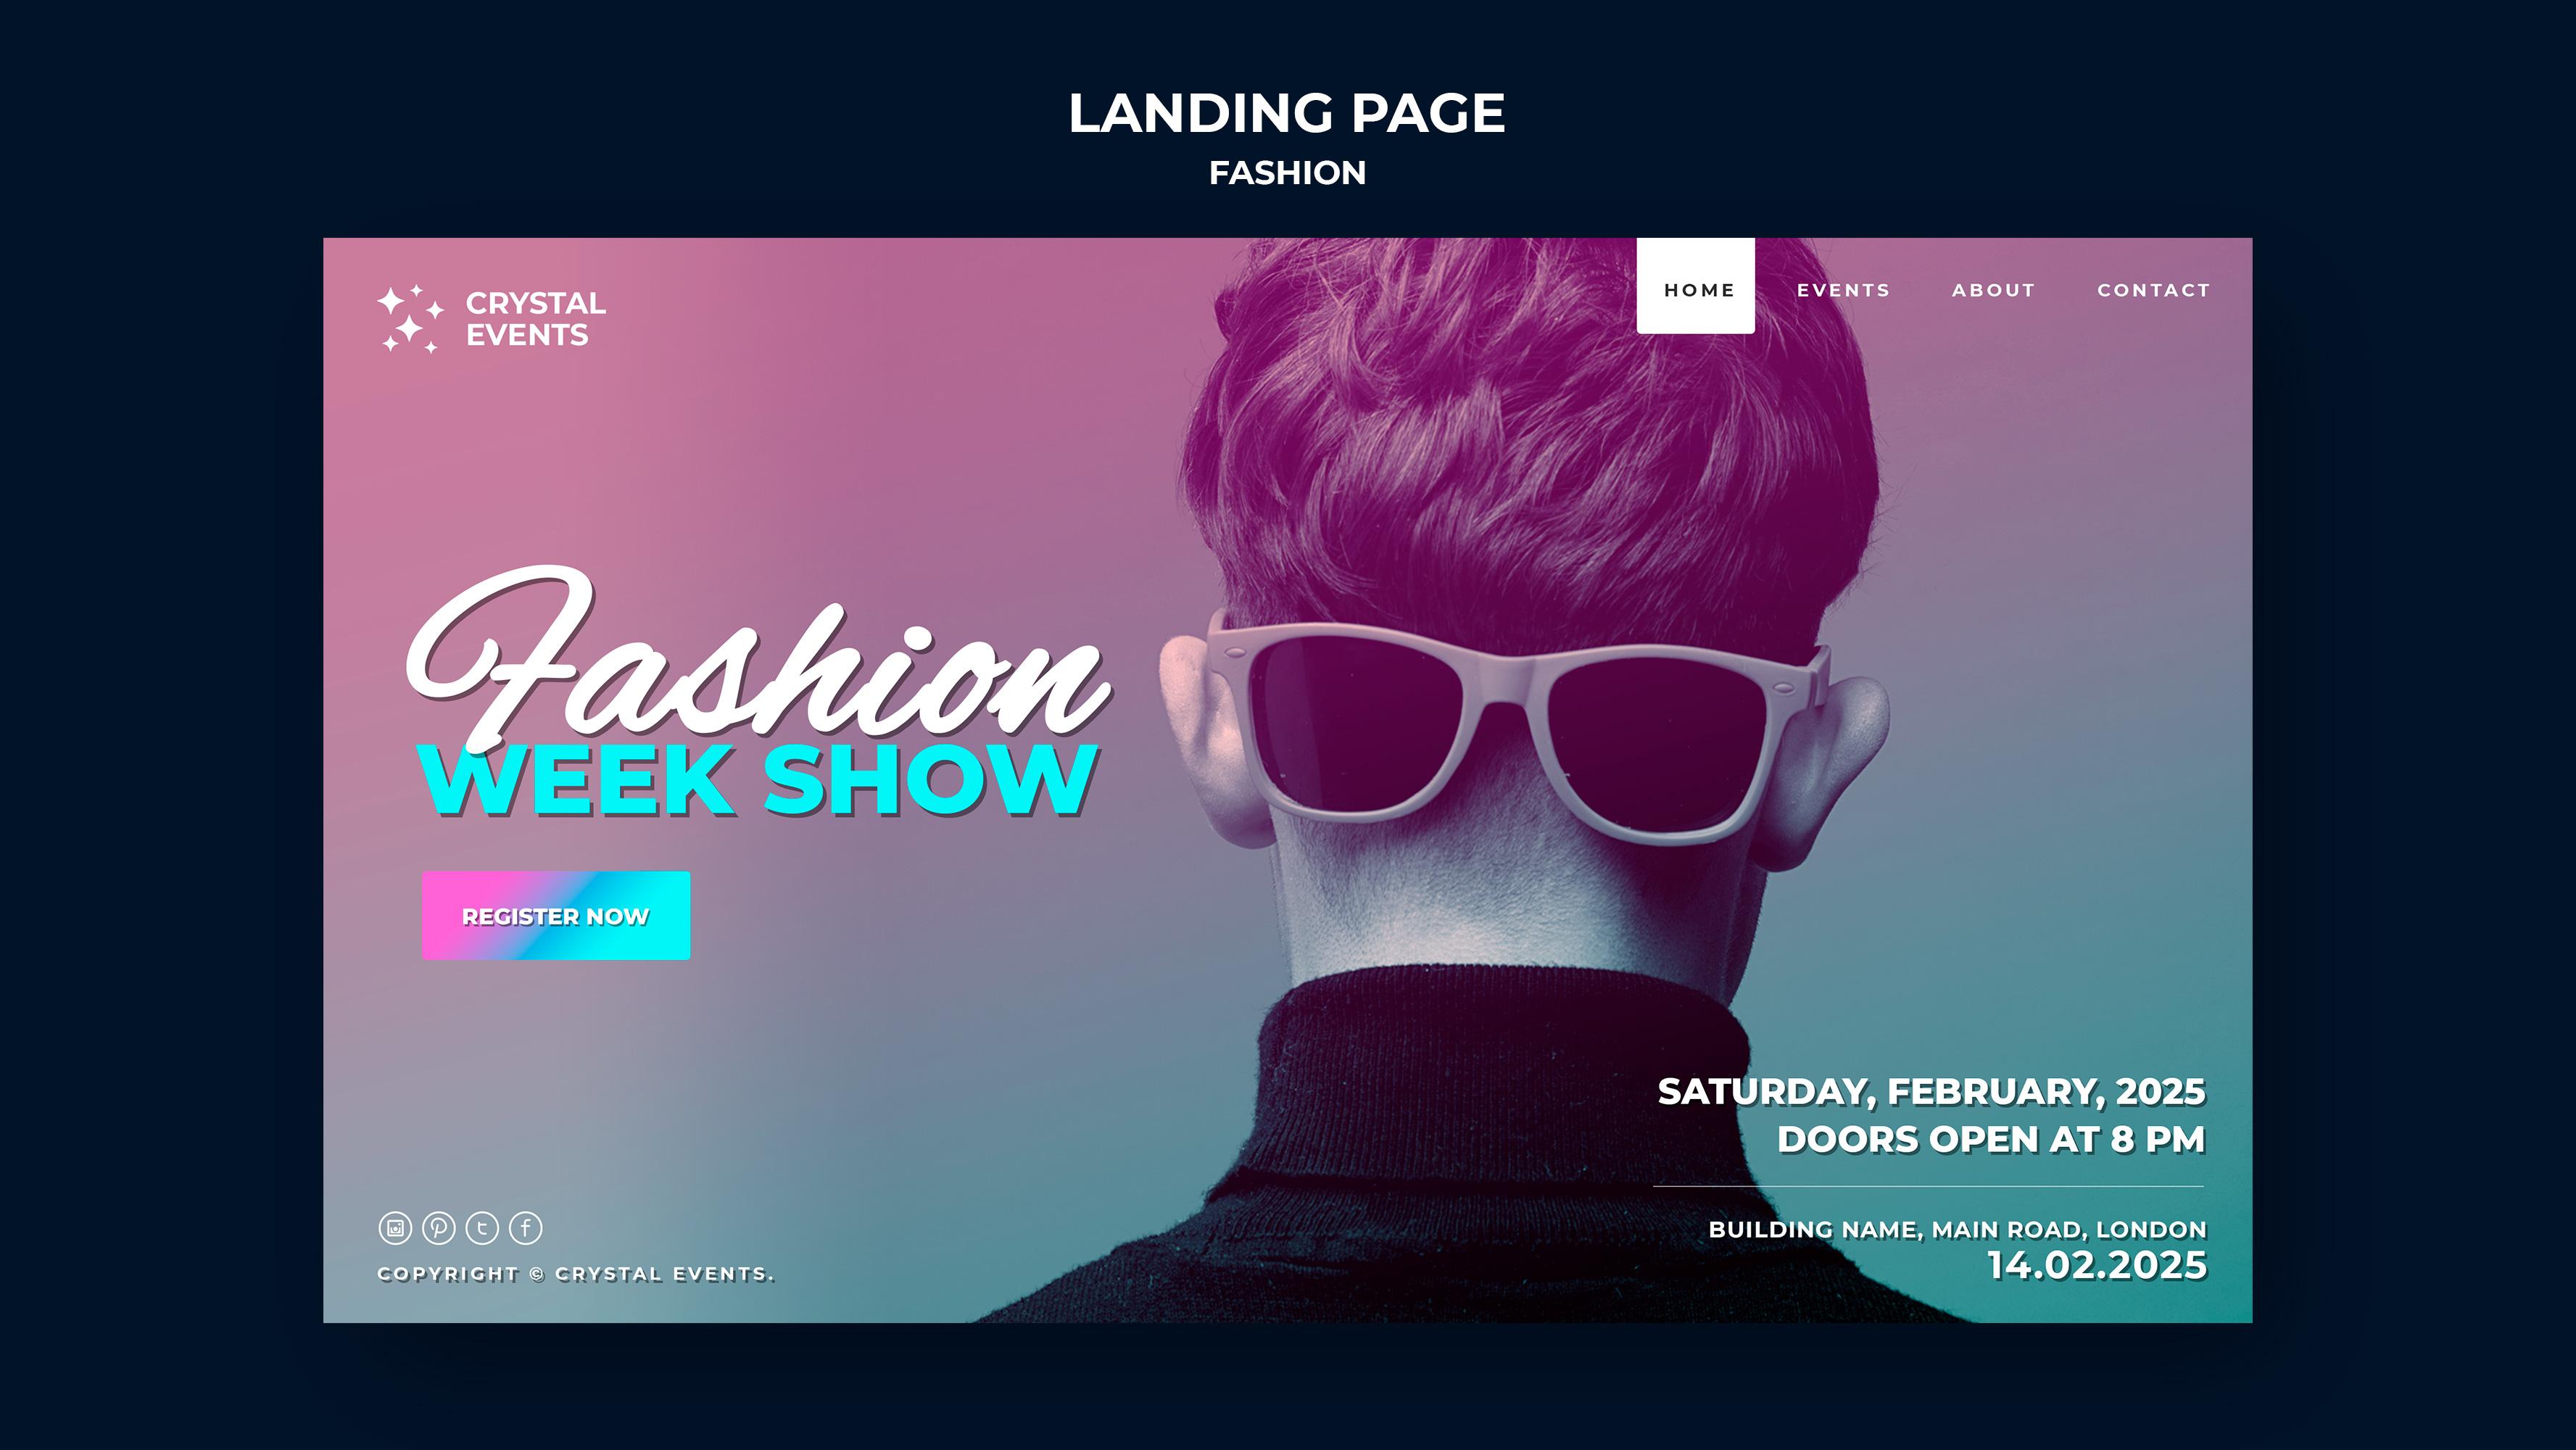 LANDING PAGE
FASHION
CRYSTAL
EVENTS
HOME EVENTS ABOUT CONTACT
Fashion
WEEK SHOW
REGISTER NOW
SATURDAY, FEBRUARY, 2025
DOORS OPEN AT 8 PM
BUILDING NAME, MAIN ROAD, LONDON
14.02.2025
COPYRIGHT © CRYSTAL EVENTS.